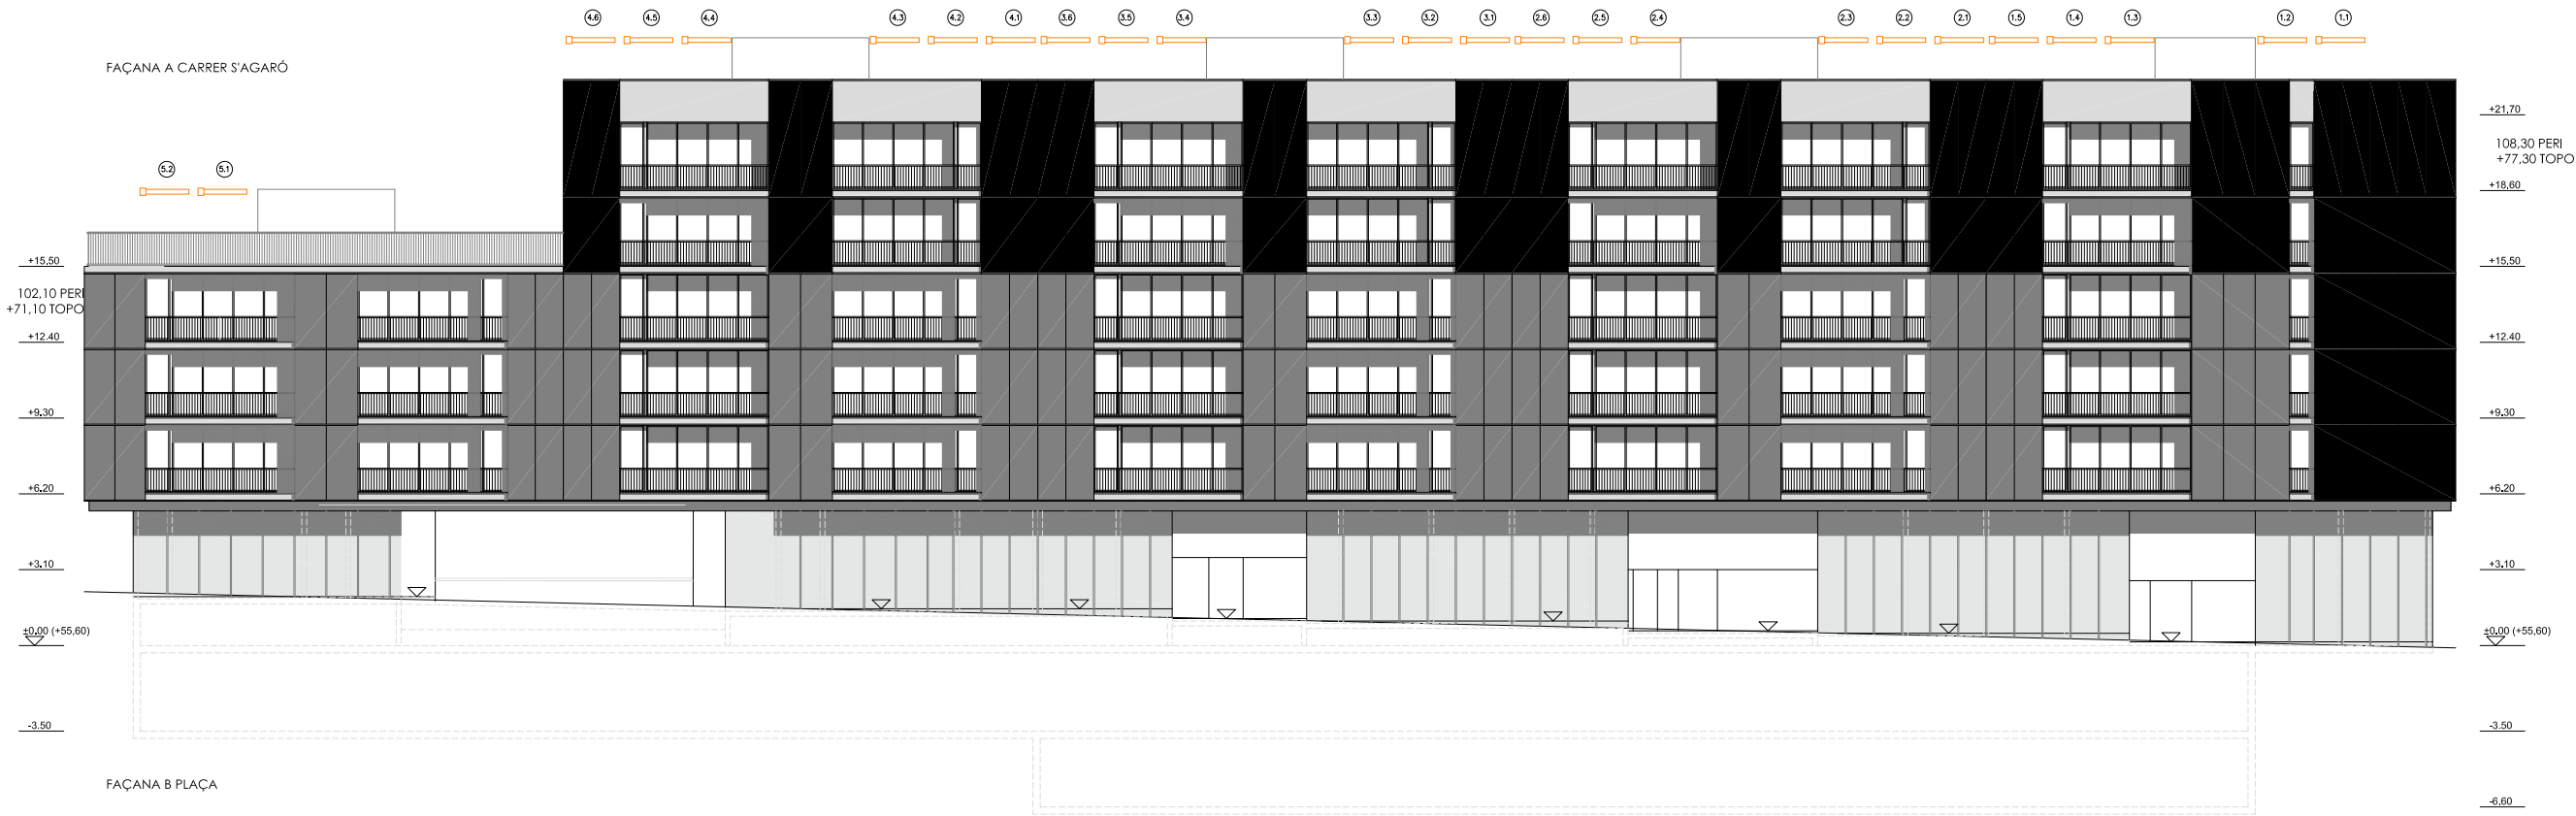 4.6 4.5 4.4 4.3 4.2 4.1 3.6 3.5 3.4 3.3 3.2 3.1 2.6 2.5 2.4 2.3 2.2 2.1 1.5 1.4 1.3 1.2 1.1
FAÇANA A CARRER S'AGARÓ
+21,70
108,30 PERI
+77,30 TOPO
5.2 5.1
+18,60
+15,50
+15,50
102,10 PERI
+71,10 TOPO
+12.40
+12.40
+9.30
+9.30
+6.20
+6.20
+3.10
+3.10
±0.00 (+55,60)
±0.00 (+55,60)
-3.50
-3.50
FAÇANA B PLAÇA
-6.60